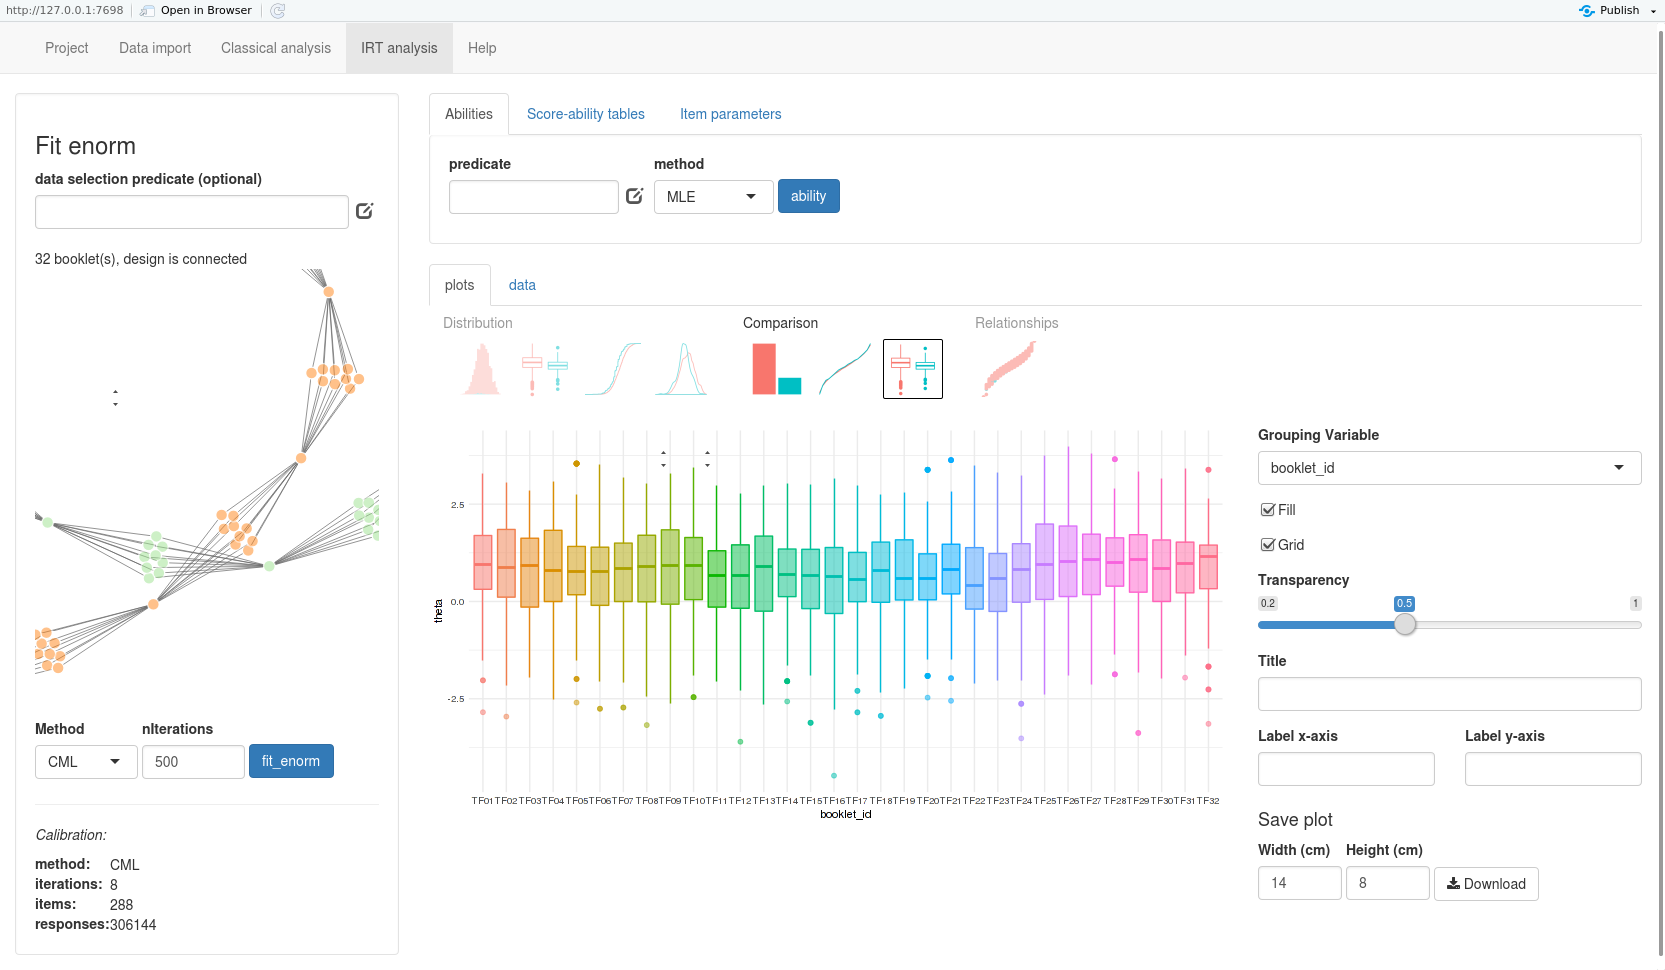 http://127.0.0.1:7698 Open in Browser Publish
Project Data import Classical analysis IRT analysis Help
Fit enorm
data selection predicate (optional)
32 booklet(s), design is connected
Method nIterations
CML 500 fit_enorm
Calibration:
method: CML
iterations: 8
items: 288
responses: 306144
Abilities Score-ability tables Item parameters
predicate method
MLE ability
plots data
Distribution Comparison Relationships
2.5
0.0
-2.5
theta
TF01 TF02 TF03 TF04 TF05 TF06 TF07 TF08 TF09 TF10 TF11 TF12 TF13 TF14 TF15 TF16 TF17 TF18 TF19 TF20 TF21 TF22 TF23 TF24 TF25 TF26 TF27 TF28 TF29 TF30 TF31 TF32
booklet_id
Grouping Variable
booklet_id
Fill
Grid
Transparency
0.2 0.5 1
Title
Label x-axis Label y-axis
Save plot
Width (cm) Height (cm)
14 8 Download